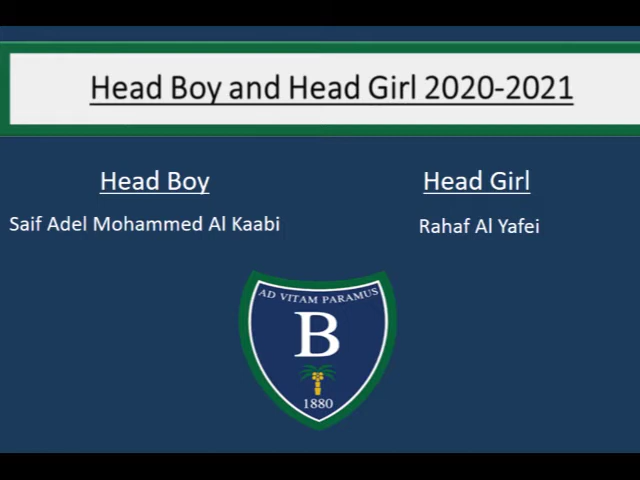 Head Boy and Head Girl 2020-2021
Head Boy
Head Girl
Saif Adel Mohammed Al Kaabi
Rahaf Al Yafei
AD VITAM PARAMUS
B
1880